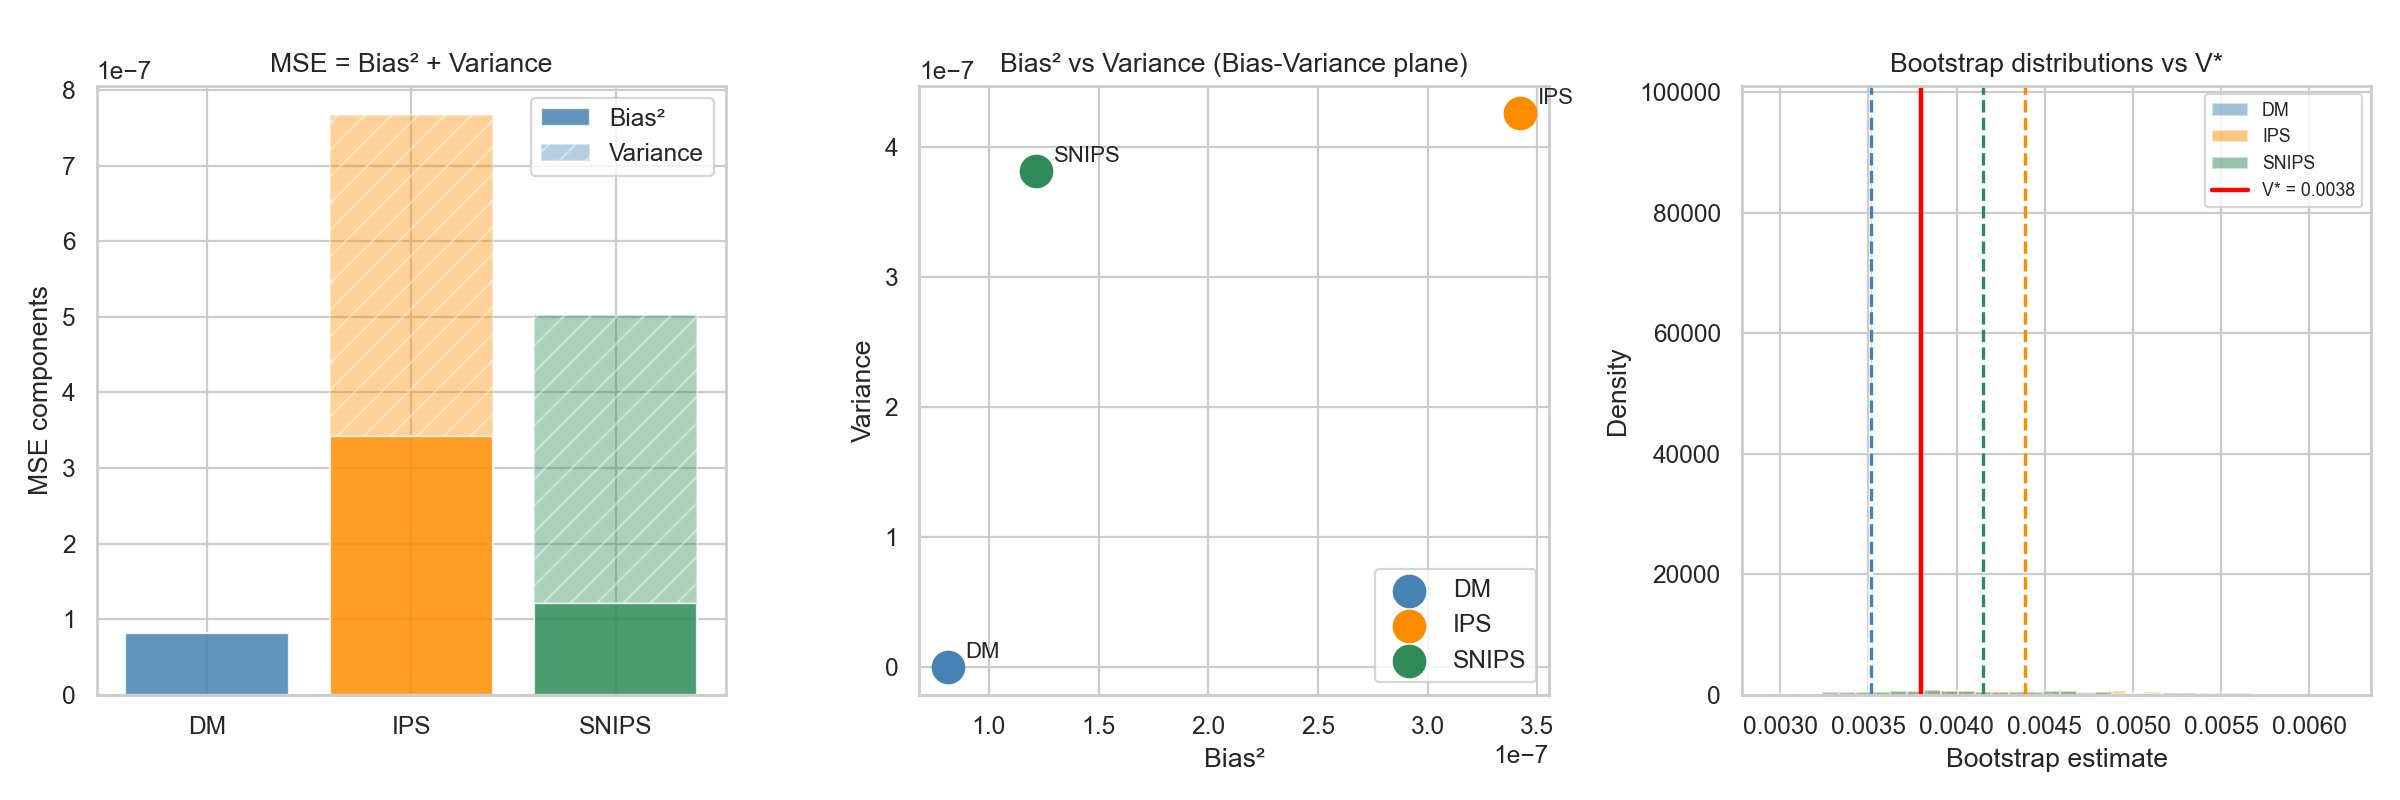 MSE = Bias² + Variance
1e−7
8
7
6
5
4
3
2
1
0
MSE components
Bias²
Variance
DM
IPS
SNIPS
Bias² vs Variance (Bias-Variance plane)
1e−7
4
3
2
1
0
Variance
IPS
SNIPS
DM
DM
IPS
SNIPS
1.0
1.5
2.0
2.5
3.0
3.5
1e−7
Bias²
Bootstrap distributions vs V*
100000
80000
60000
40000
20000
0
Density
DM
IPS
SNIPS
V* = 0.0038
0.0030
0.0035
0.0040
0.0045
0.0050
0.0055
0.0060
Bootstrap estimate